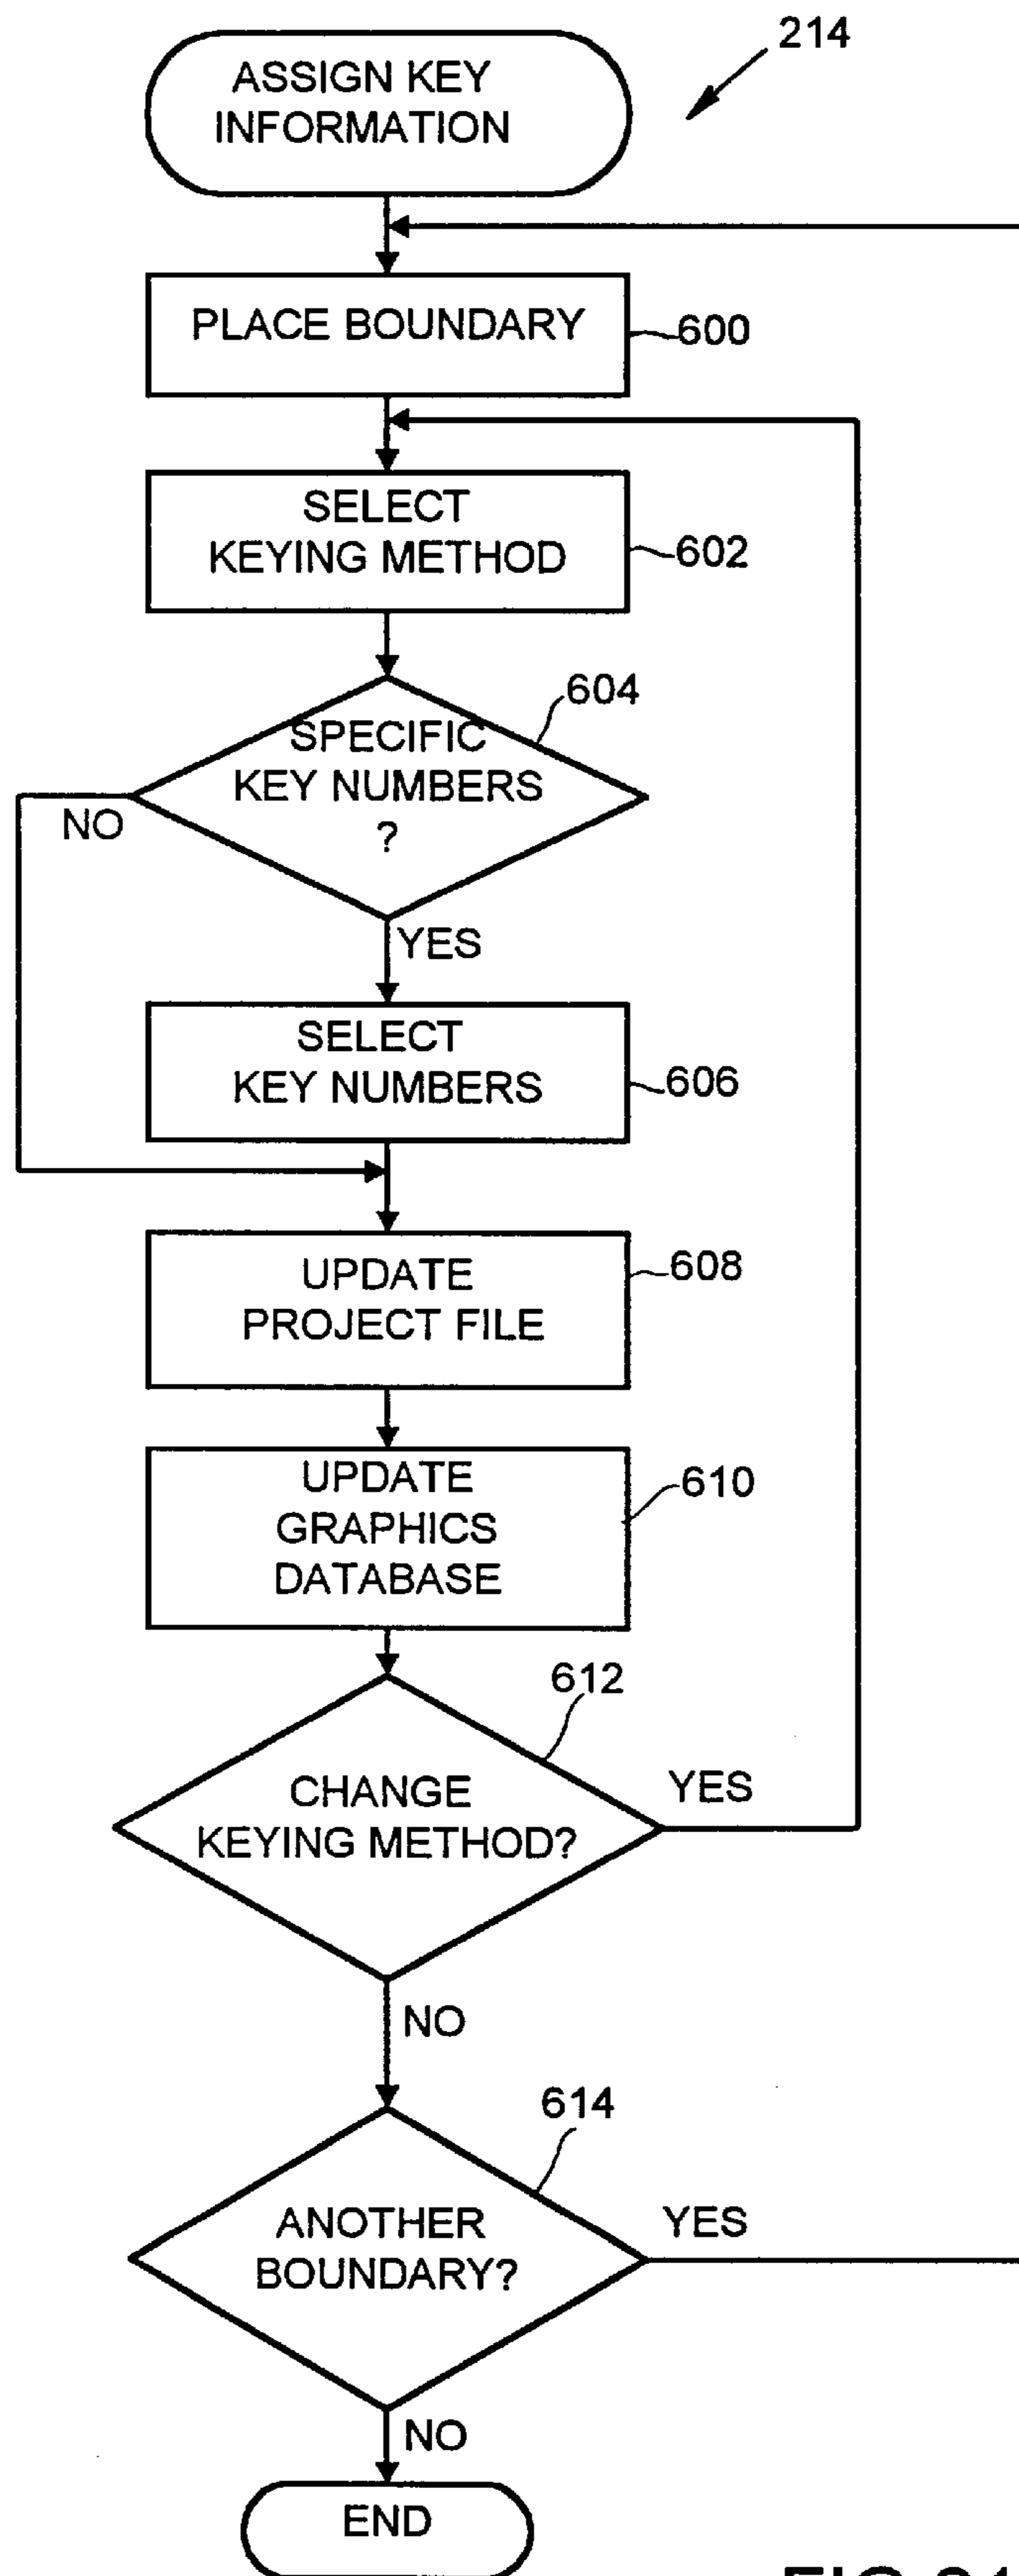 214
ASSIGN KEY
INFORMATION
PLACE BOUNDARY
600
SELECT
KEYING METHOD
602
604
SPECIFIC
KEY NUMBERS
?
NO
YES
SELECT
KEY NUMBERS
606
UPDATE
PROJECT FILE
608
UPDATE
GRAPHICS
DATABASE
610
612
CHANGE
KEYING METHOD?
YES
NO
614
ANOTHER
BOUNDARY?
YES
NO
END